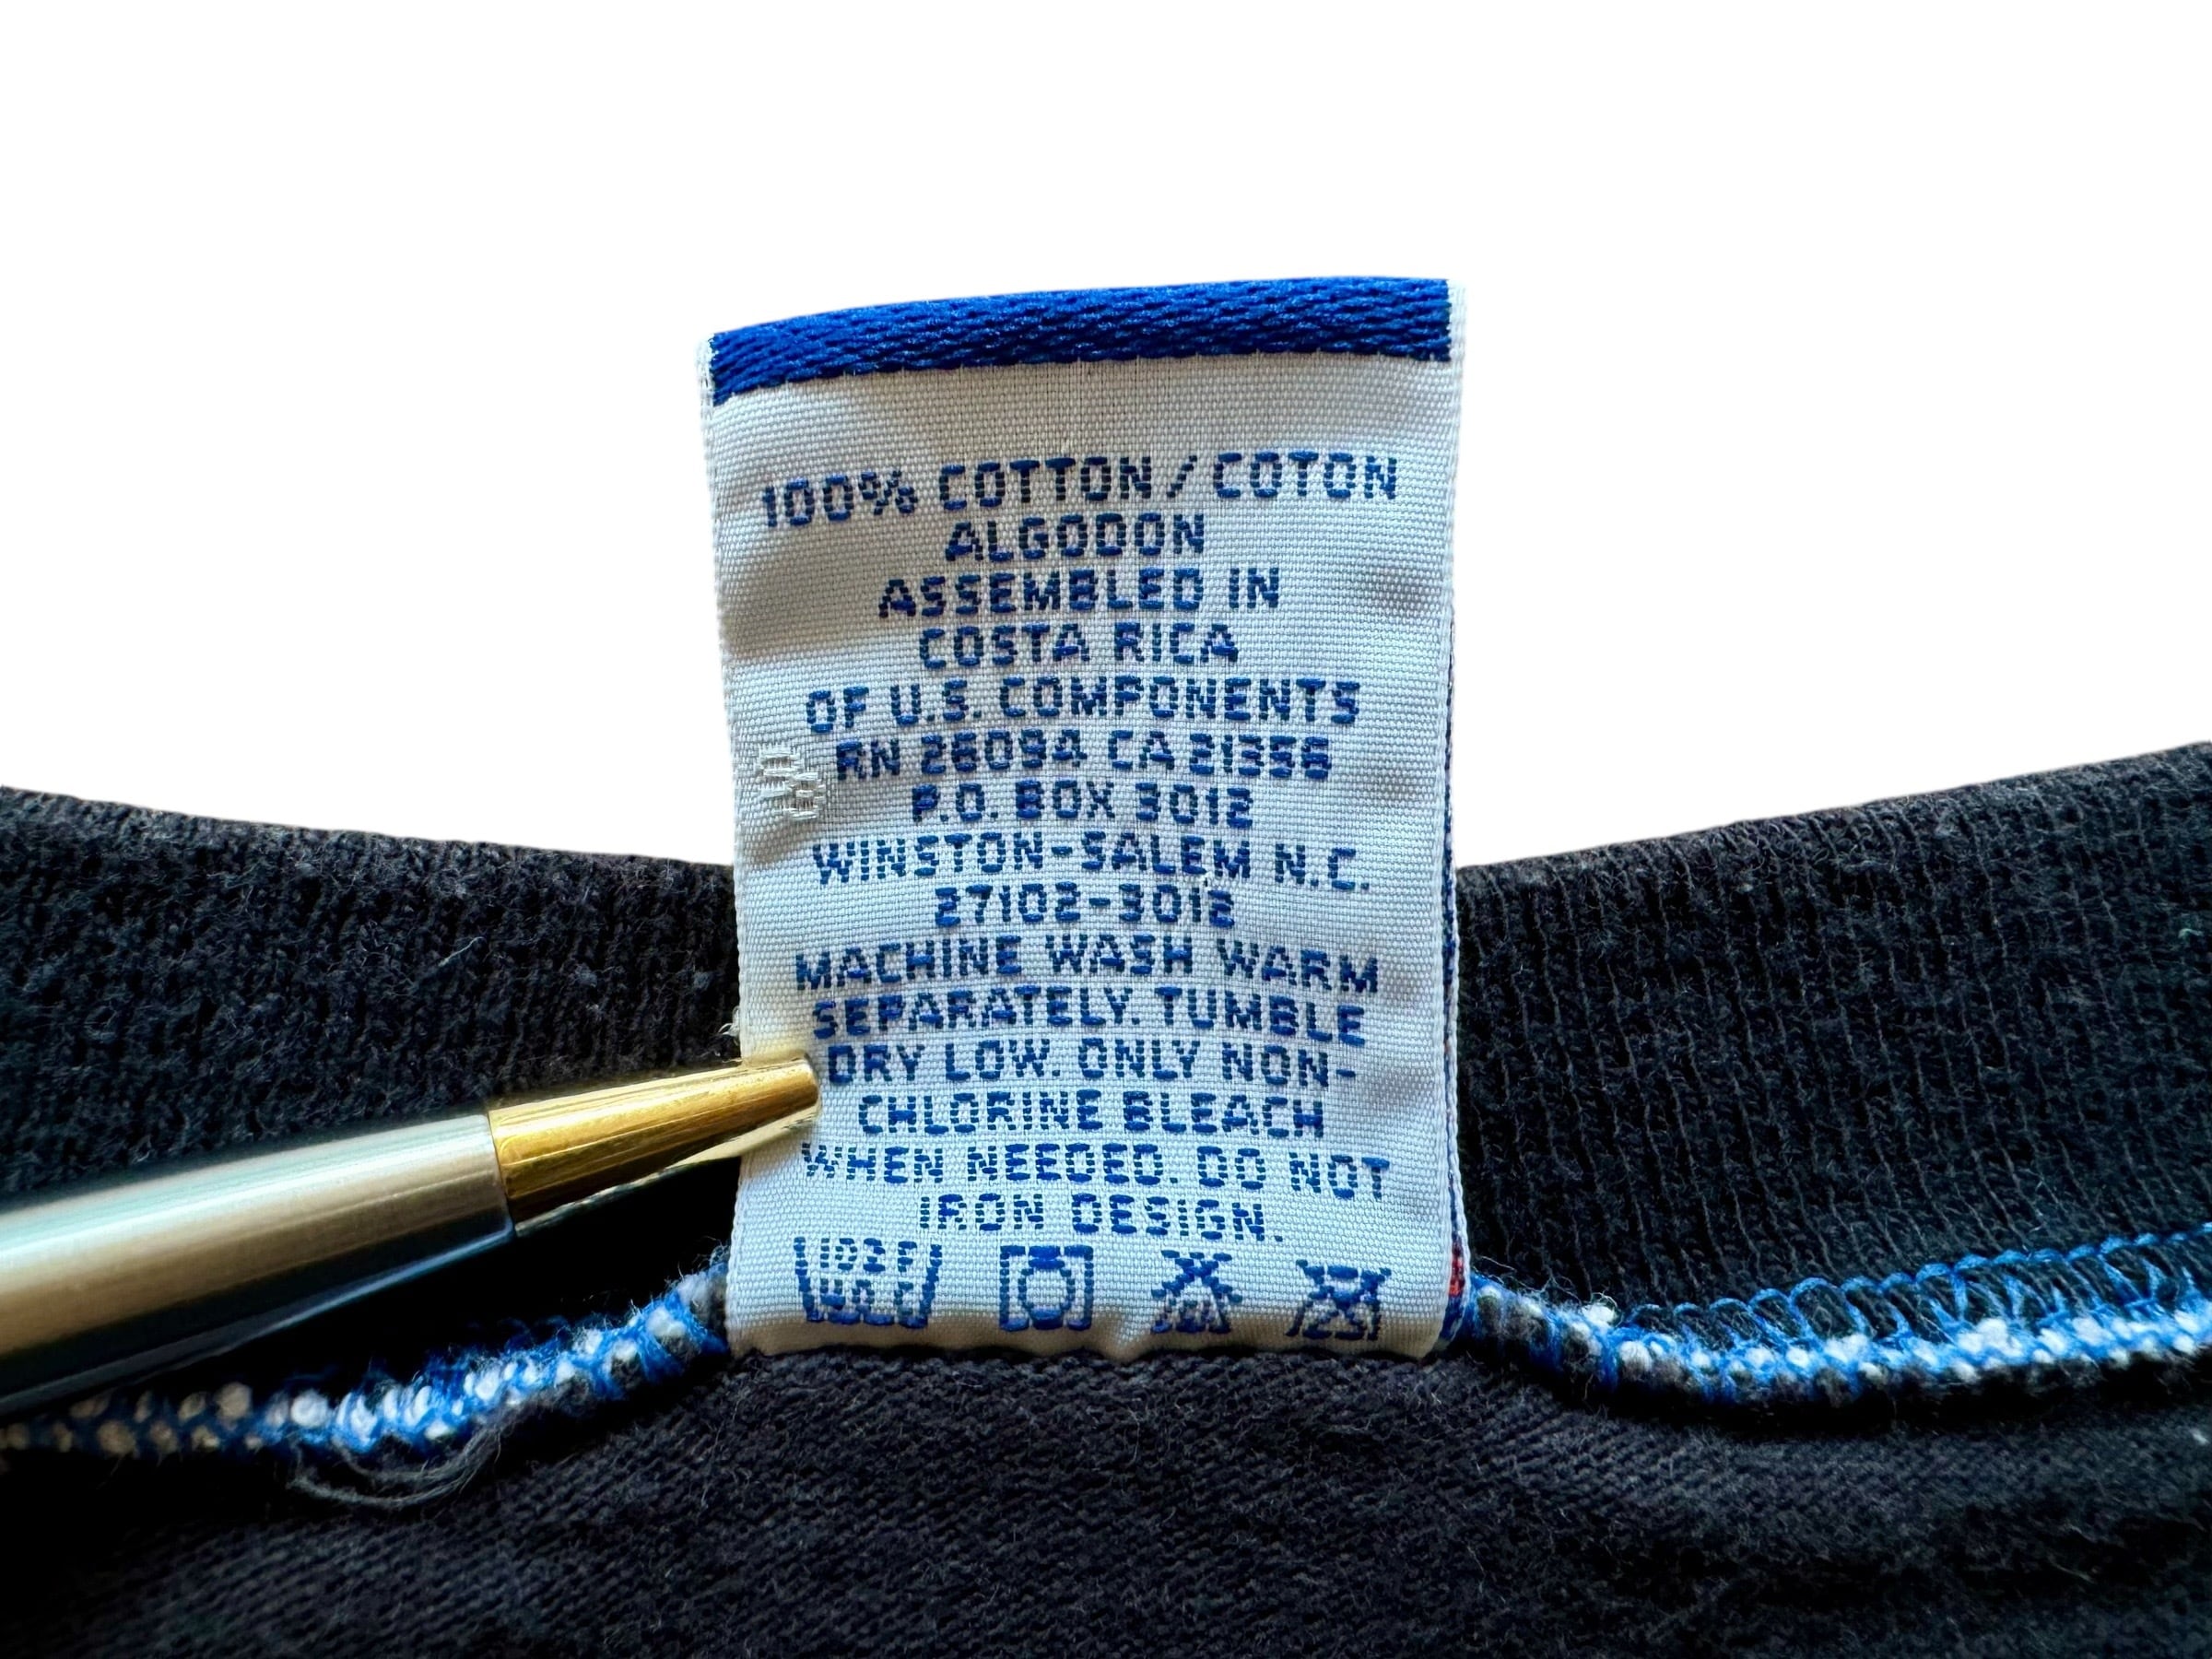 100% COTTON / COTON
ALGODON
ASSEMBLED IN
COSTA RICA
OF U.S. COMPONENTS
RN 26094 CA 21356
P.O. BOX 3012
WINSTON-SALEM N.C.
27102-3012
MACHINE WASH WARM
SEPARATELY. TUMBLE
DRY LOW. ONLY NON-
CHLORINE BLEACH
WHEN NEEDED. DO NOT
IRON DESIGN.